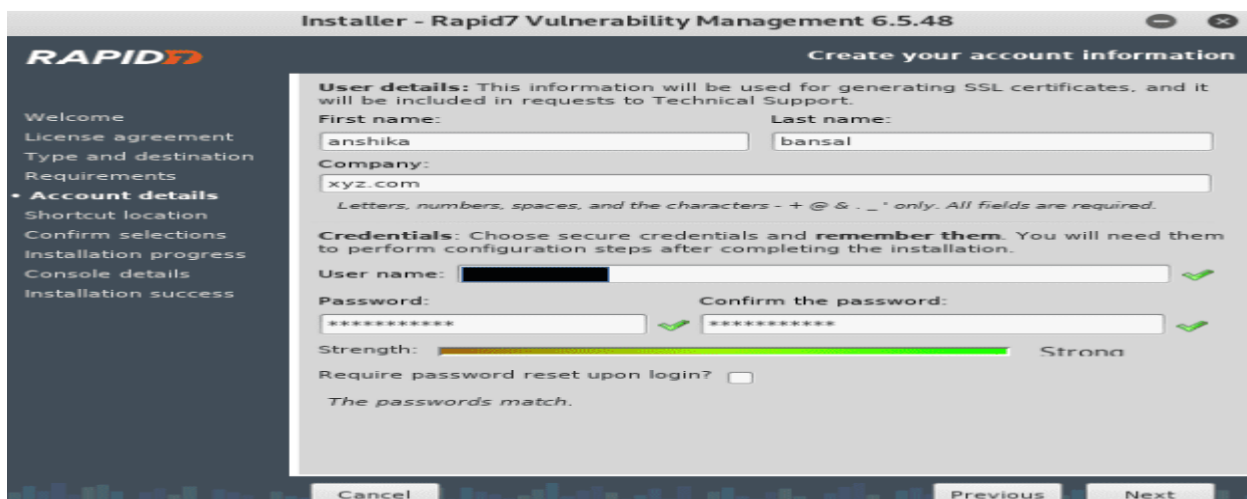 Installer - Rapid7 Vulnerability Management 6.5.48
RAPID7
Create your account information
Welcome
License agreement
Type and destination
Requirements
• Account details
Shortcut location
Confirm selections
Installation progress
Console details
Installation success
User details: This information will be used for generating SSL certificates, and it
will be included in requests to Technical Support.
First name: Last name:
anshika bansal
Company:
xyz.com
Letters, numbers, spaces, and the characters - + @ & . _ ' only. All fields are required.
Credentials: Choose secure credentials and remember them. You will need them
to perform configuration steps after completing the installation.
User name:
Password: Confirm the password:
*********** ***********
Strength: Strong
Require password reset upon login?
The passwords match.
Cancel Previous Next